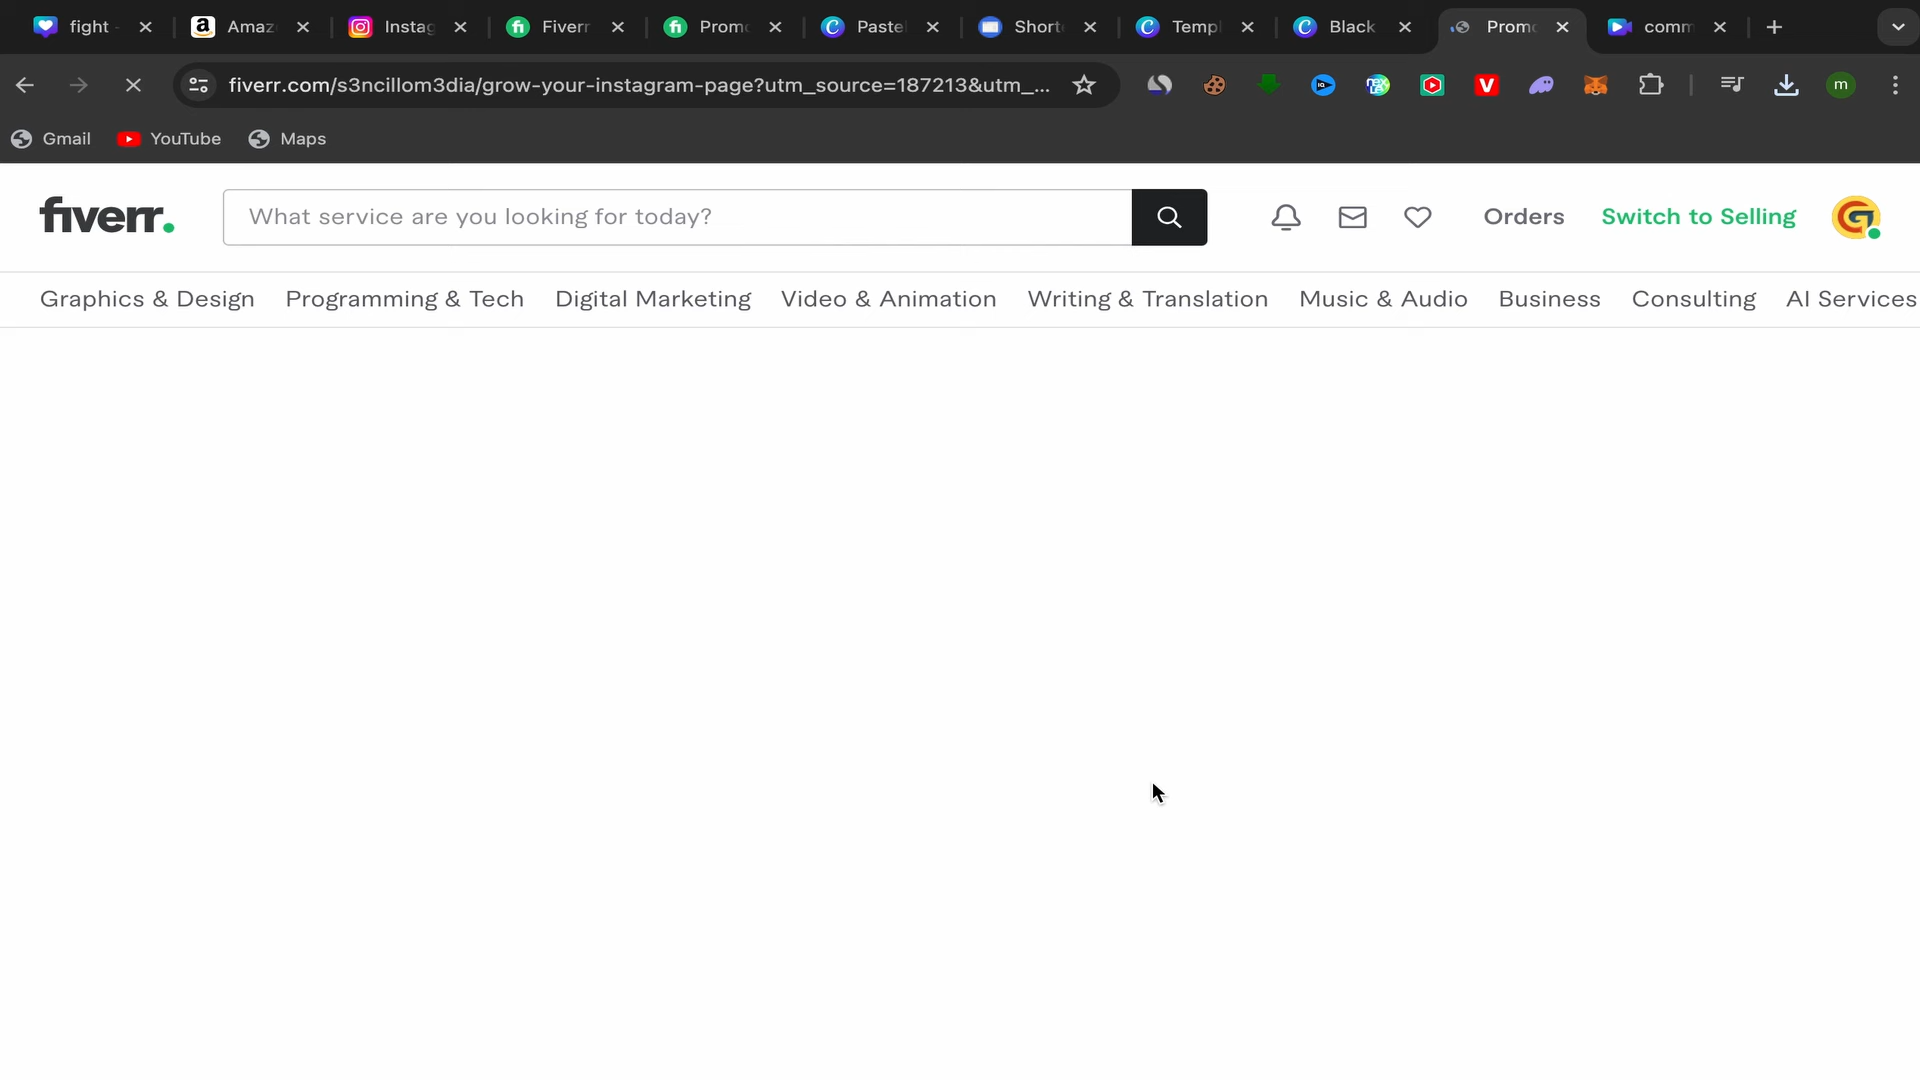 fight Amaz Instag Fiverr Promo Paste Short Templ Black Promo comm
fiverr.com/s3ncillom3dia/grow-your-instagram-page?utm_source=187213&utm_... m
Gmail YouTube Maps
fiverr. What service are you looking for today? Orders Switch to Selling
Graphics & Design Programming & Tech Digital Marketing Video & Animation Writing & Translation Music & Audio Business Consulting AI Services